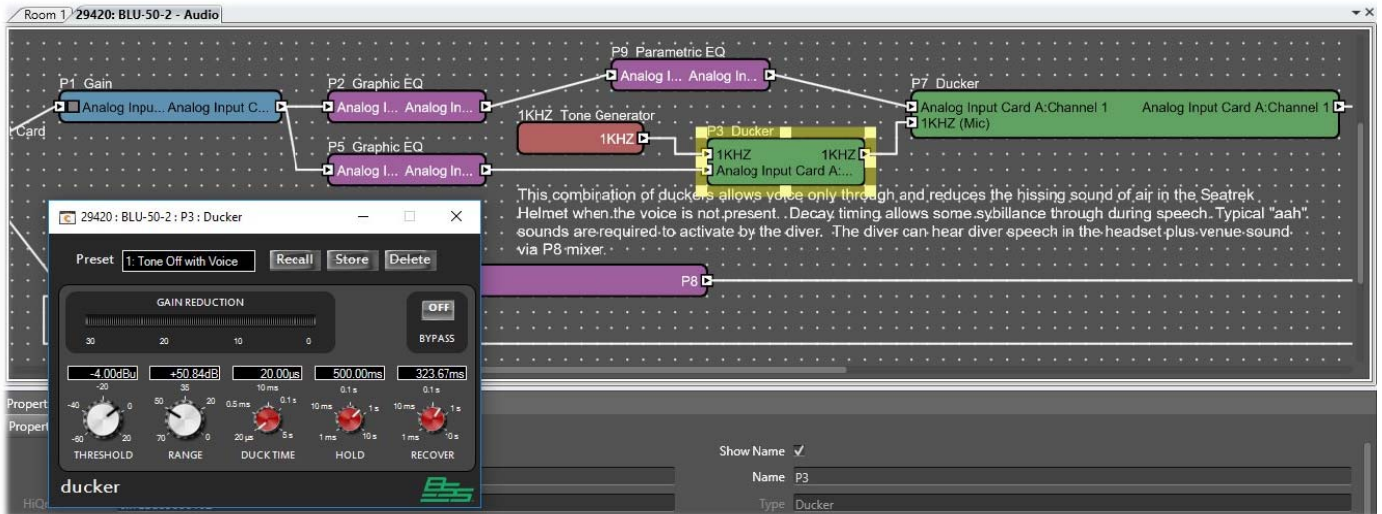 Room 1
29420: BLU-50-2 - Audio
P9 Parametric EQ
Analog I... Analog In...
P1 Gain
Analog Inpu... Analog Input C...
P2 Graphic EQ
Analog I... Analog In...
P7 Ducker
Analog Input Card A:Channel 1 Analog Input Card A:Channel 1
1KHZ (Mic)
Card
1KHZ Tone Generator
1KHZ
P3 Ducker
1KHZ 1KHZ
Analog Input Card A:...
P5 Graphic EQ
Analog I... Analog In...
This combination of duckers allows voice only through and reduces the hissing sound of air in the Seatrek
Helmet when the voice is not present. Decay timing allows some sybillance through during speech. Typical "aah"
sounds are required to activate by the diver. The diver can hear diver speech in the headset plus venue sound
via P8 mixer.
P8
29420 : BLU-50-2 : P3 : Ducker
Preset 1: Tone Off with Voice Recall Store Delete
GAIN REDUCTION
30 20 10 0
OFF
BYPASS
-4.00dBu +50.84dB 20.00µs 500.00ms 323.67ms
-20 35 10 ms 0.1 s 0.1 s
-40 0 50 20 0.5 ms 0.1 s 10 ms 1 s 10 ms 1 s
-60 20 70 0 20 µs 5 s 1 ms 10 s 1 ms 10 s
THRESHOLD RANGE DUCK TIME HOLD RECOVER
ducker BSS
Propert
Propert
Show Name
Name P3
HiQn
Type Ducker